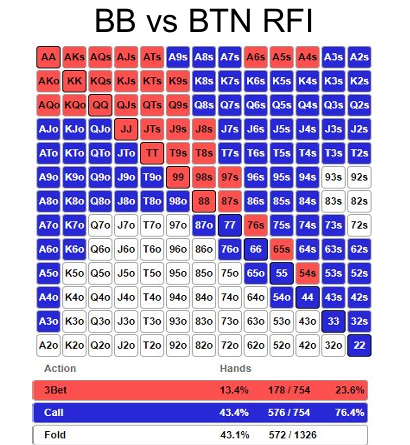 BB vs BTN RFI
AA AKs AQs AJs ATs A9s A8s A7s A6s A5s A4s A3s A2s
AKo KK KQs KJs KTs K9s K8s K7s K6s K5s K4s K3s K2s
AQo KQo QQ QJs QTs Q9s Q8s Q7s Q6s Q5s Q4s Q3s Q2s
AJo KJo QJo JJ JTs J9s J8s J7s J6s J5s J4s J3s J2s
ATo KTo QTo JTo TT T9s T8s T7s T6s T5s T4s T3s T2s
A9o K9o Q9o J9o T9o 99 98s 97s 96s 95s 94s 93s 92s
A8o K8o Q8o J8o T8o 98o 88 87s 86s 85s 84s 83s 82s
A7o K7o Q7o J7o T7o 97o 87o 77 76s 75s 74s 73s 72s
A6o K6o Q6o J6o T6o 96o 86o 76o 66 65s 64s 63s 62s
A5o K5o Q5o J5o T5o 95o 85o 75o 65o 55 54s 53s 52s
A4o K4o Q4o J4o T4o 94o 84o 74o 64o 54o 44 43s 42s
A3o K3o Q3o J3o T3o 93o 83o 73o 63o 53o 43o 33 32s
A2o K2o Q2o J2o T2o 92o 82o 72o 62o 52o 42o 32o 22
Action Hands
3Bet 13.4% 178 / 754 23.6%
Call 43.4% 576 / 754 76.4%
Fold 43.1% 572 / 1326